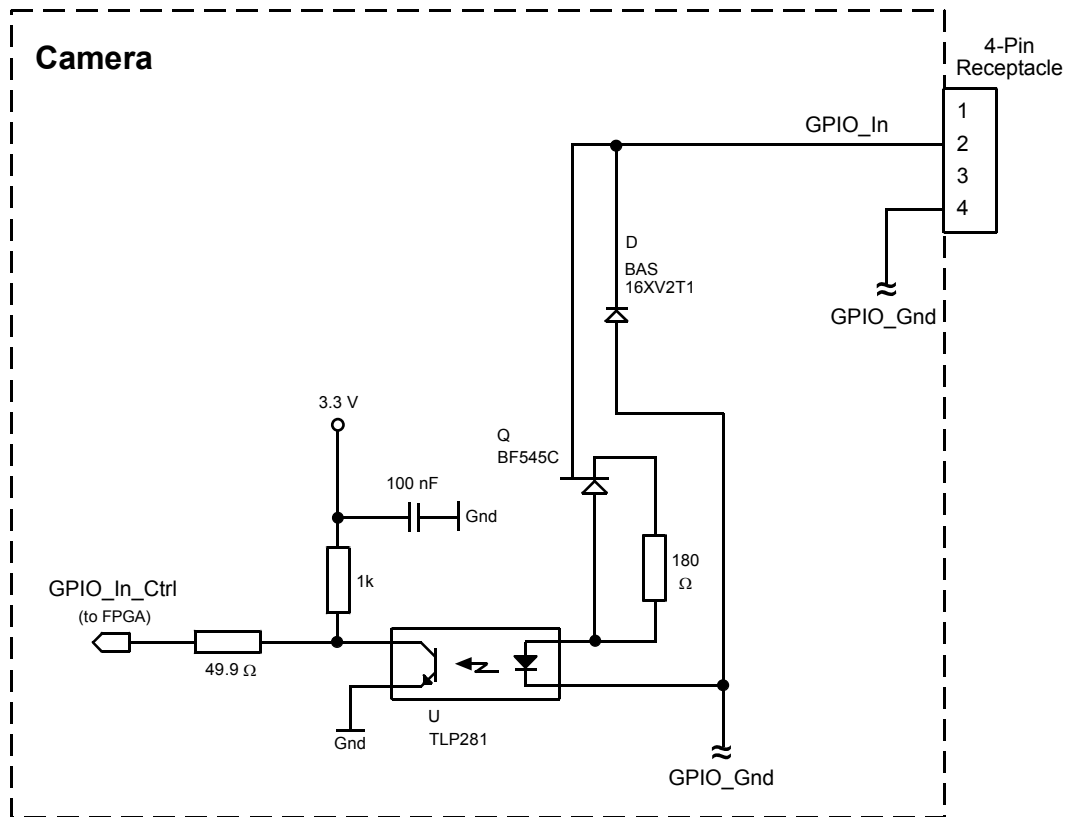 Camera
4-Pin
Receptacle
1
GPIO_In
2
3
4
D
BAS
16XV2T1
≈
GPIO_Gnd
3.3 V
Q
BF545C
100 nF
Gnd
180
Ω
1k
GPIO_In_Ctrl
(to FPGA)
49.9 Ω
U
TLP281
Gnd
≈
GPIO_Gnd